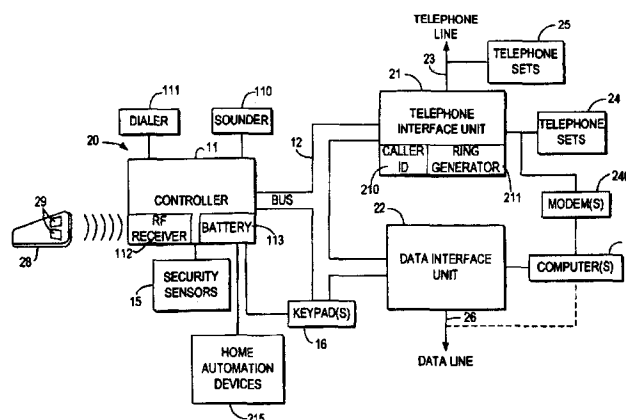 TELEPHONE
LINE
25
23
TELEPHONE
SETS
21
111
110
DIALER
SOUNDER
TELEPHONE
INTERFACE UNIT
24
TELEPHONE
SETS
20
11
12
CALLER
ID
RING
GENERATOR
CONTROLLER
BUS
210
211
22
MODEM(S)
29
RF
RECEIVER
BATTERY
113
DATA INTERFACE
UNIT
COMPUTER(S)
28
112
15
SECURITY
SENSORS
KEYPAD(S)
16
26
HOME
AUTOMATION
DEVICES
DATA LINE
215